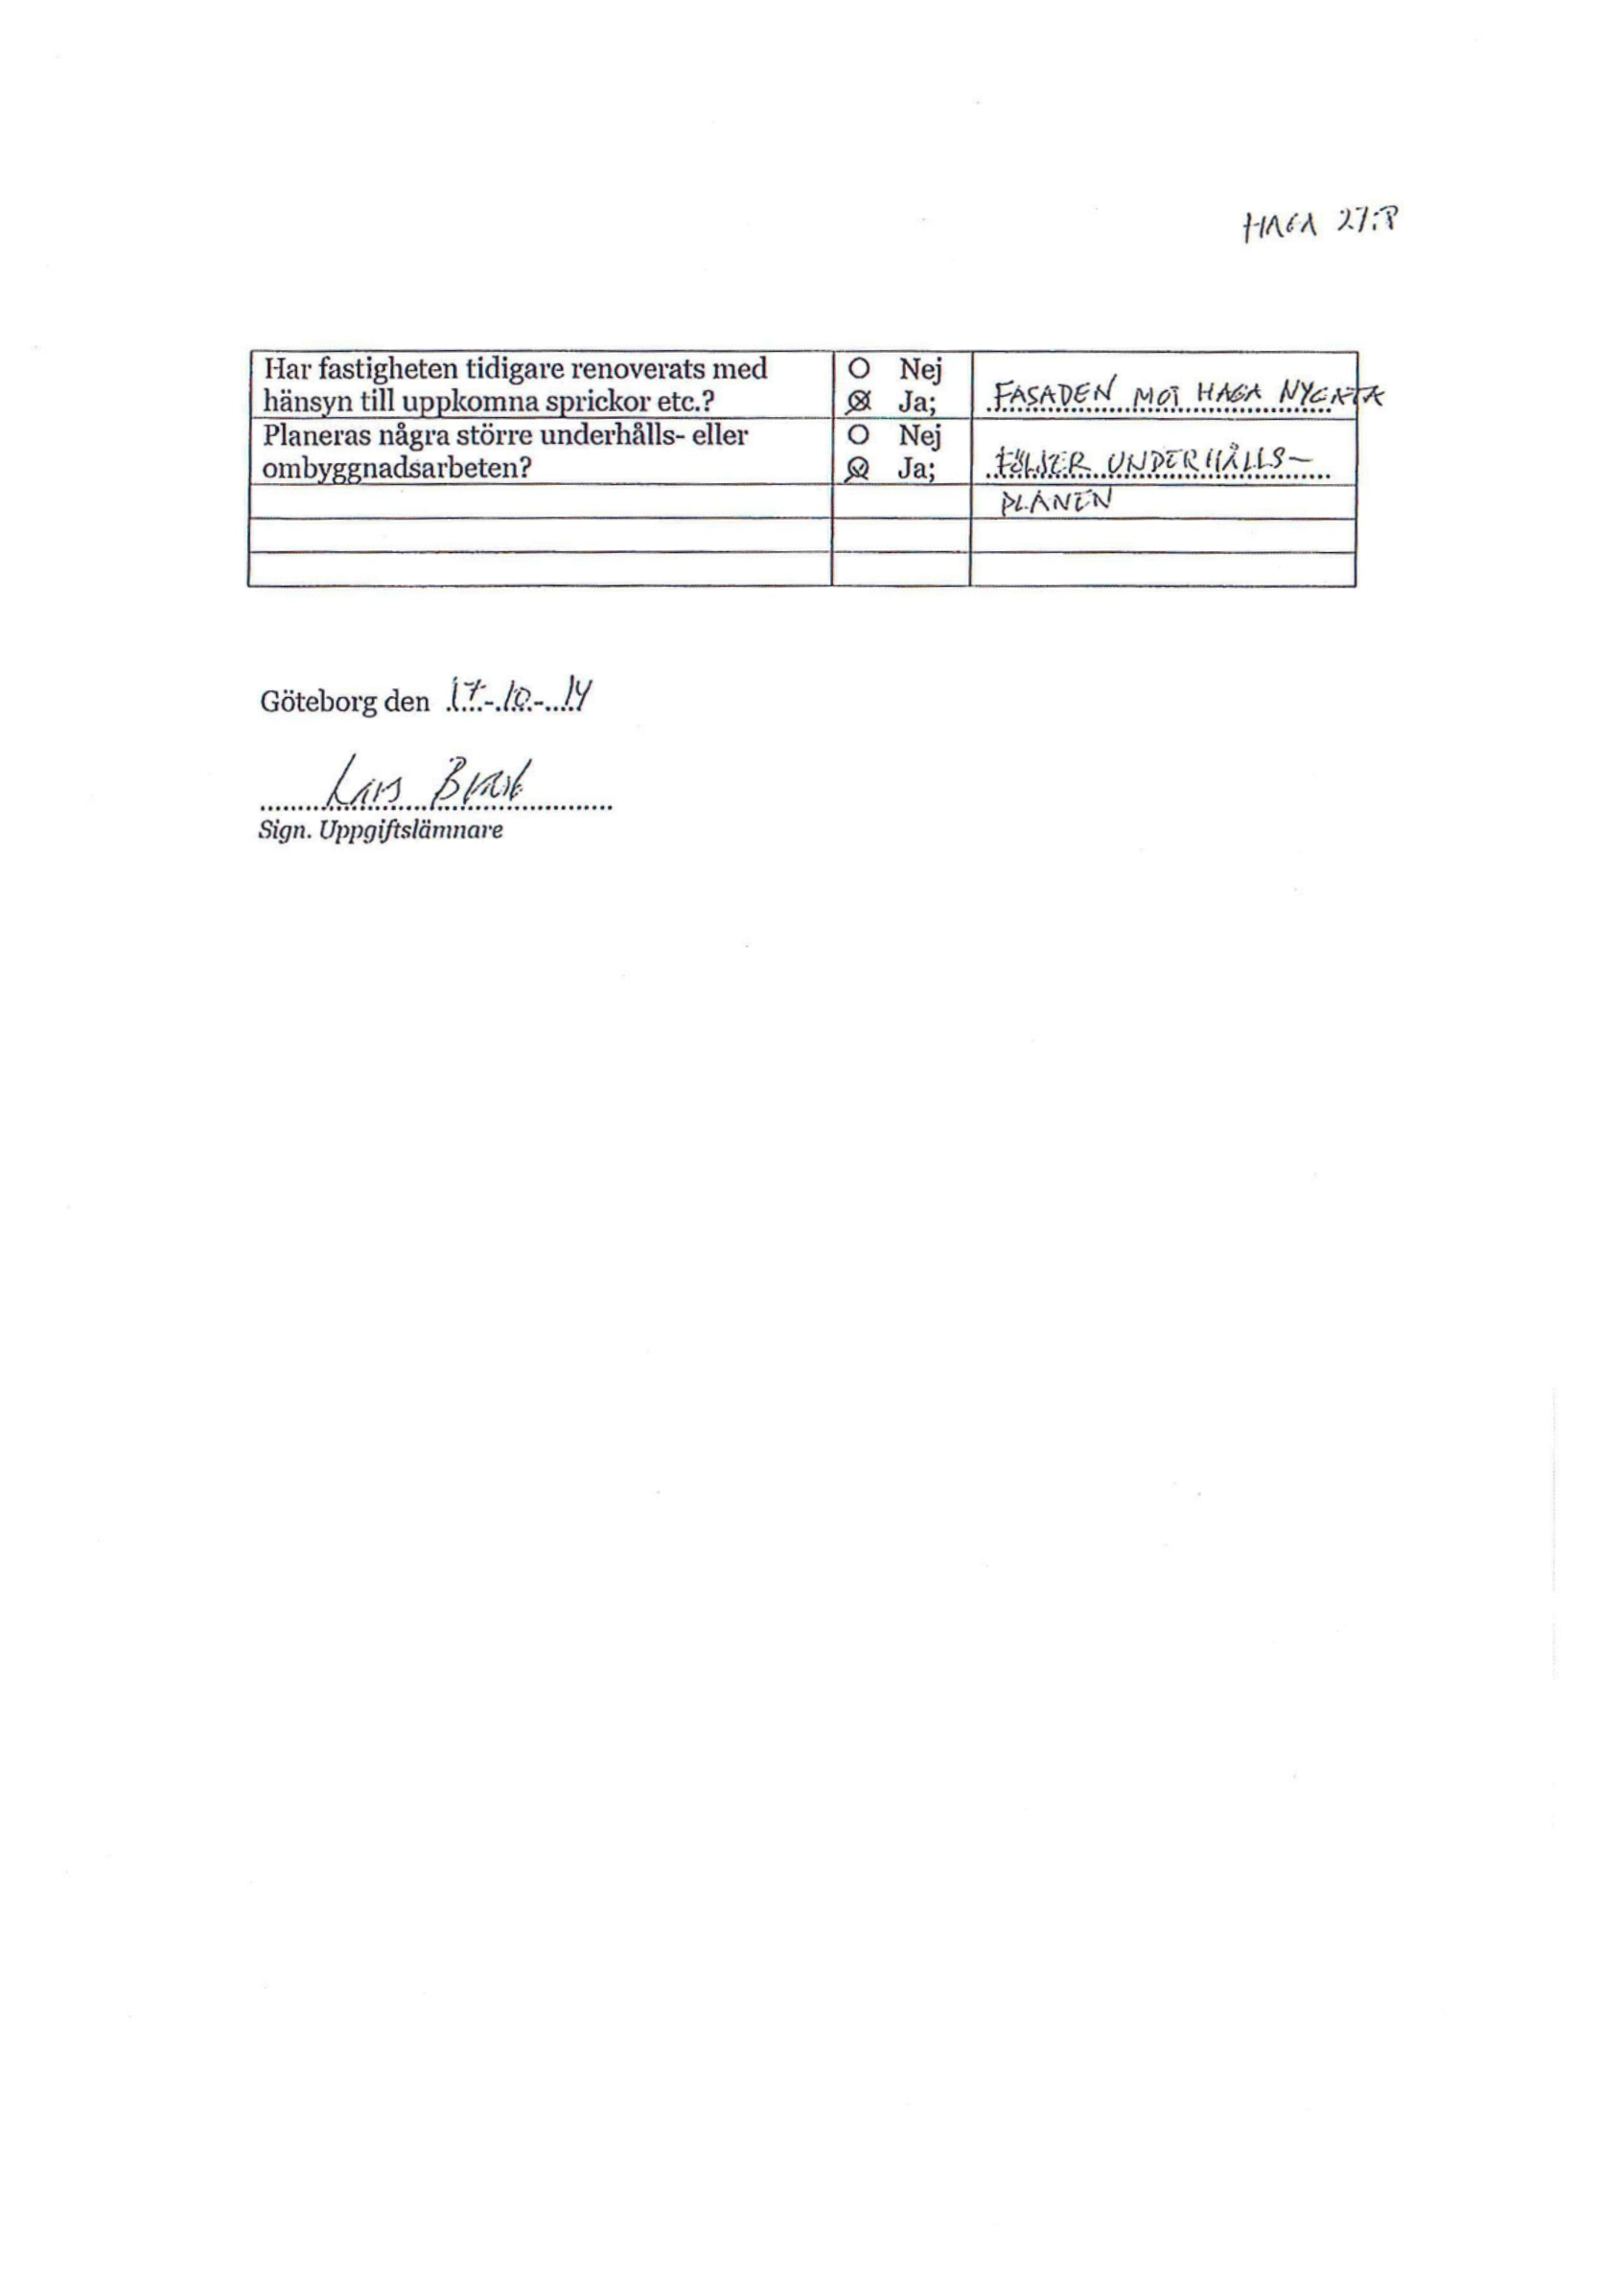 HAGA 27:8
Har fastigheten tidigare renoverats med
hänsyn till uppkomna sprickor etc.?
O Nej
⊗ Ja;
FASADEN MOT HAGA NYGATA
Planeras några större underhålls- eller
ombyggnadsarbeten?
O Nej
⊗ Ja;
FÖLJER UNDERHÅLLS-
PLANEN
Göteborg den 17-10-14
Lars
Sign. Uppgiftslämnare